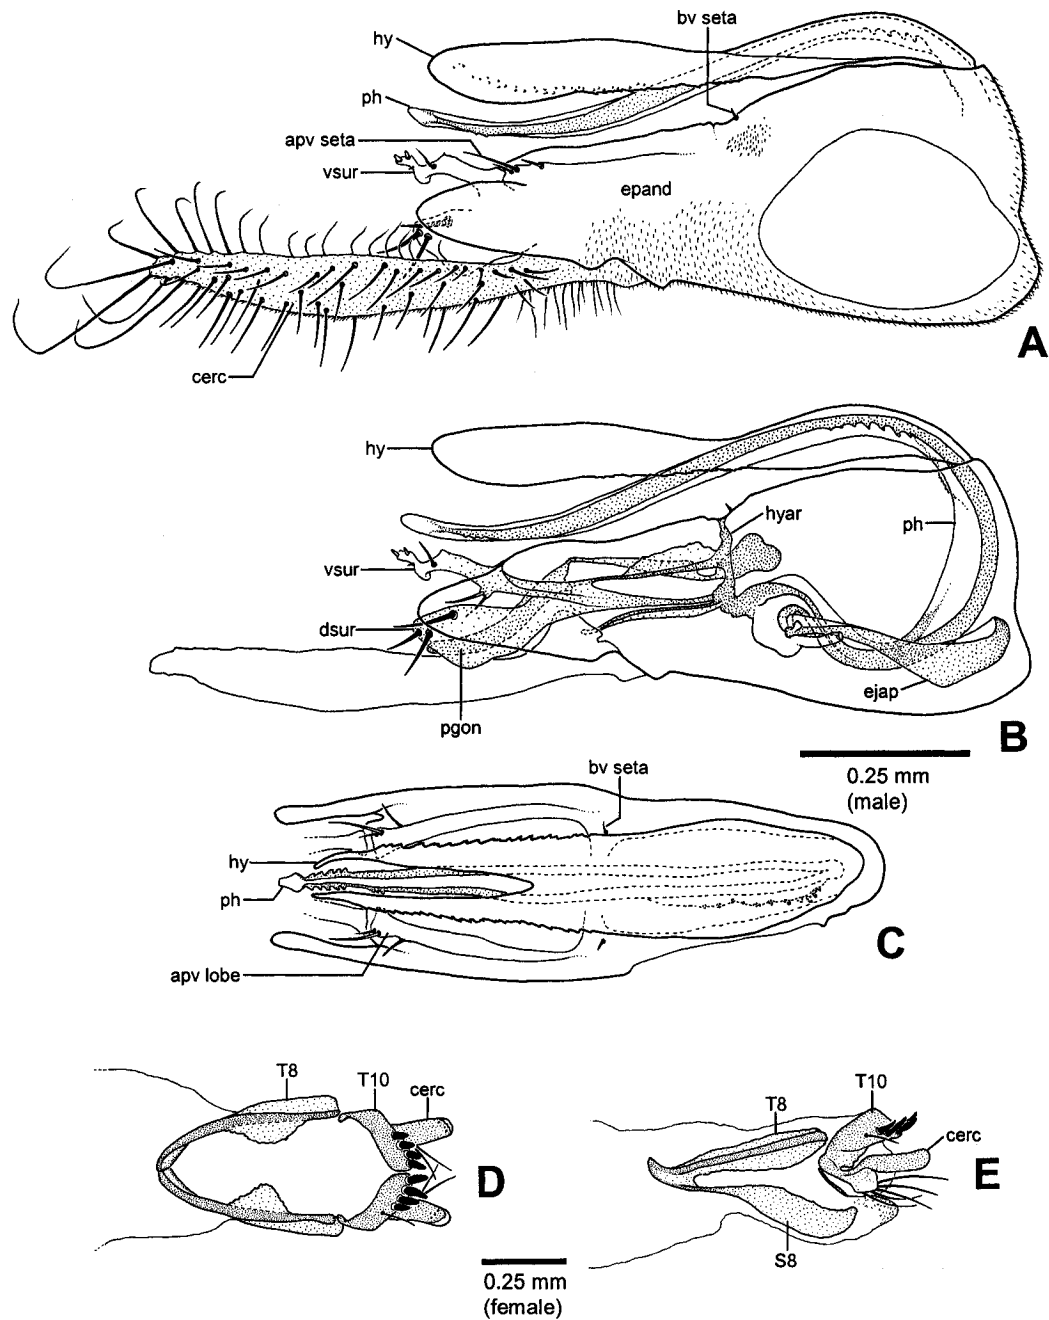 bv seta
hy
ph
apv seta
vsur
epand
A
cerc
hy
hyar
ph
vsur
dsur
ejap
pgon
B
0.25 mm
(male)
bv seta
hy
ph
C
apv lobe
T8
T10
cerc
D
T10
T8
cerc
E
S8
0.25 mm
(female)